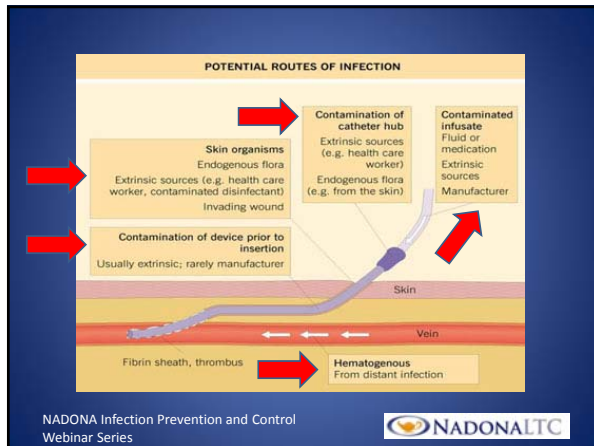 POTENTIAL ROUTES OF INFECTION
Skin organisms
Endogenous flora
Extrinsic sources (e.g. health care
worker, contaminated disinfectant)
Invading wound
Contamination of device prior to
insertion
Usually extrinsic; rarely manufacturer
Contamination of
catheter hub
Extrinsic sources
(e.g. health care
worker)
Endogenous flora
(e.g. from the skin)
Contaminated
infusate
Fluid or
medication
Extrinsic
sources
Manufacturer
Skin
Vein
Fibrin sheath, thrombus
Hematogenous
From distant infection
NADONA Infection Prevention and Control
Webinar Series
NADONALTC